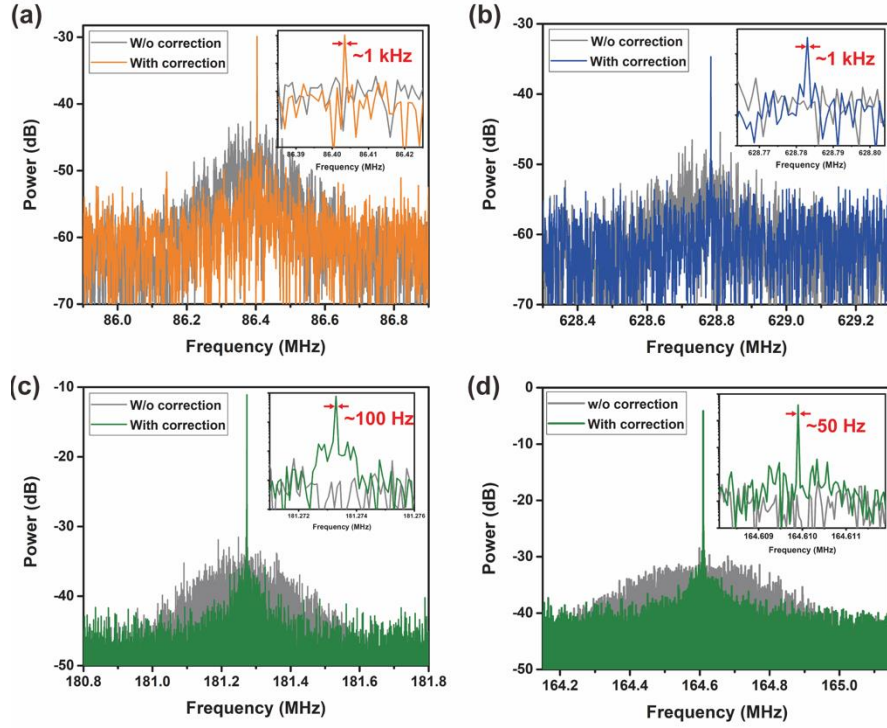 (a)
-30
-40
-50
-60
-70
Power (dB)
W/o correction
With correction
~1 kHz
86.39 86.40 86.41 86.42
Frequency (MHz)
86.0 86.2 86.4 86.6 86.8
Frequency (MHz)
(b)
-30
-40
-50
-60
-70
Power (dB)
W/o correction
With correction
~1 kHz
628.77 628.78 628.79 628.80
Frequency (MHz)
628.4 628.6 628.8 629.0 629.2
Frequency (MHz)
(c)
-10
-20
-30
-40
-50
Power (dB)
W/o correction
With correction
~100 Hz
181.272 181.274 181.276
Frequency (MHz)
180.8 181.0 181.2 181.4 181.6 181.8
Frequency (MHz)
(d)
0
-10
-20
-30
-40
-50
Power (dB)
w/o correction
With correction
~50 Hz
164.609 164.610 164.611
Frequency (MHz)
164.2 164.4 164.6 164.8 165.0
Frequency (MHz)